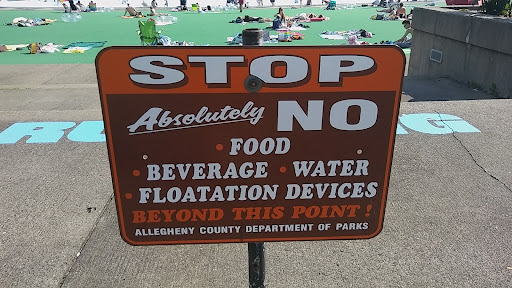 STOP
Absolutely NO
• FOOD
• BEVERAGE • WATER
• FLOATATION DEVICES
BEYOND THIS POINT!
ALLEGHENY COUNTY DEPARTMENT OF PARKS